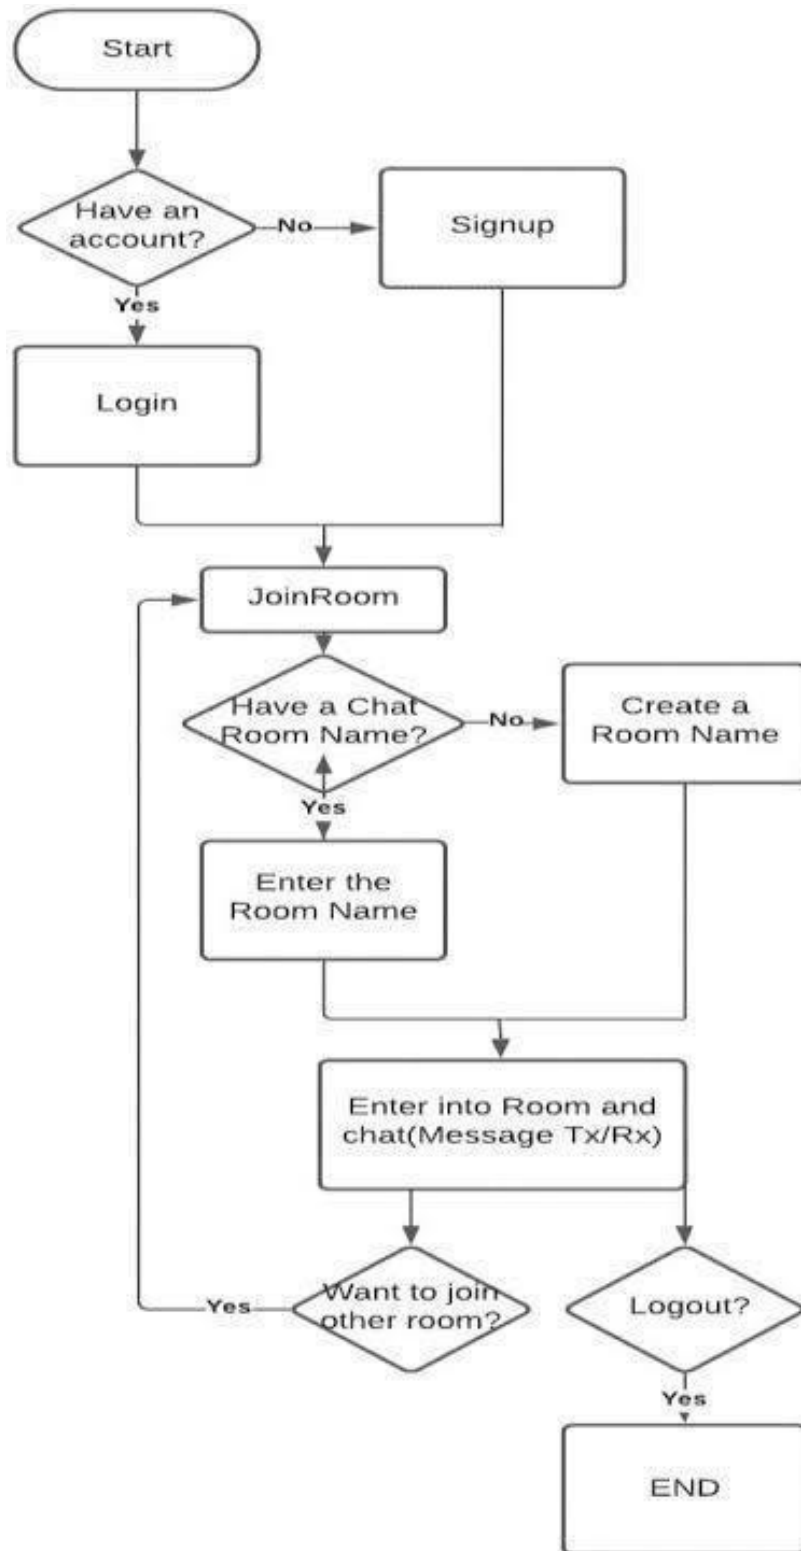 Start
Have an
account?
No
Signup
Yes
Login
JoinRoom
Have a Chat
Room Name?
No
Create a
Room Name
Yes
Enter the
Room Name
Enter into Room and
chat(Message Tx/Rx)
Want to join
other room?
Yes
Logout?
Yes
END